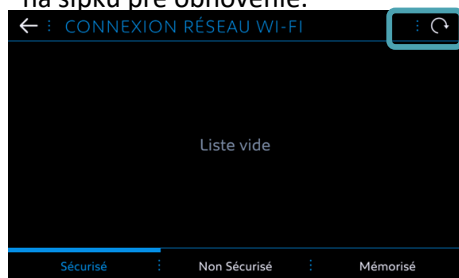 na šípku pre obnovenie.
CONNEXION RÉSEAU WI-FI
Liste vide
Sécurisé Non Sécurisé Mémorisé